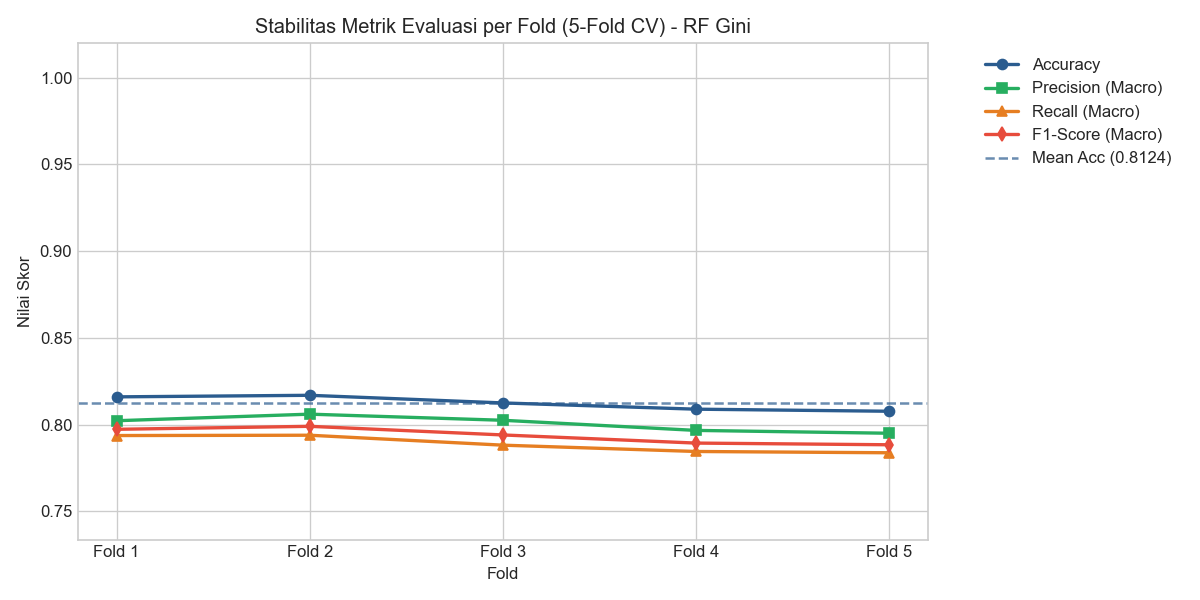 Stabilitas Metrik Evaluasi per Fold (5-Fold CV) - RF Gini
Accuracy
Precision (Macro)
Recall (Macro)
F1-Score (Macro)
Mean Acc (0.8124)
Nilai Skor
1.00
0.95
0.90
0.85
0.80
0.75
Fold 1
Fold 2
Fold 3
Fold 4
Fold 5
Fold